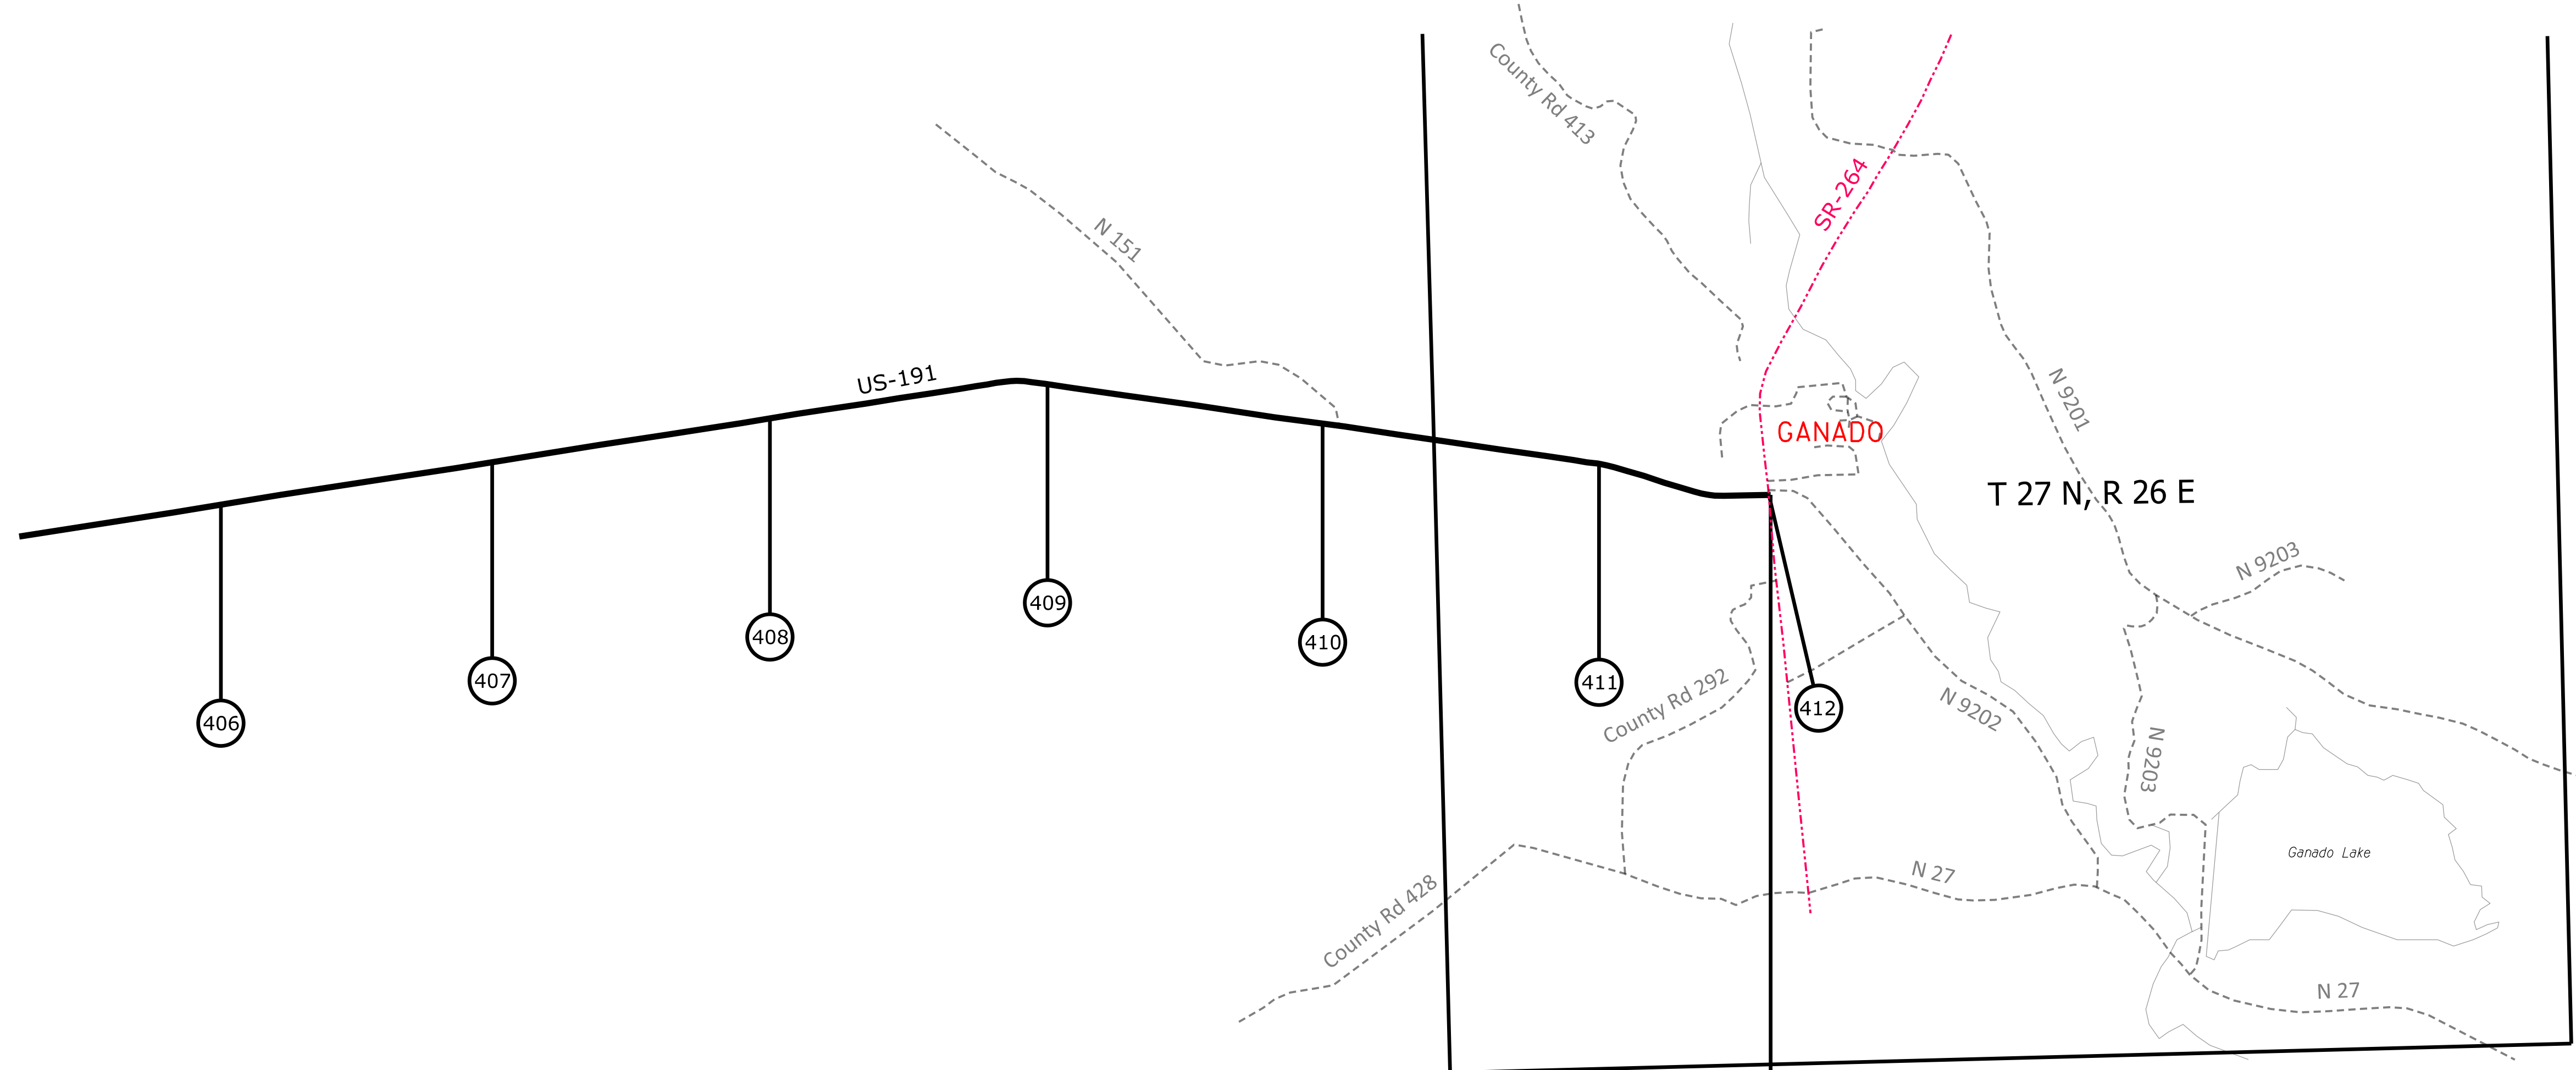 County Rd 413
SR-264
N 151
US-191
N 9201
GANADO
T 27 N, R 26 E
N 9203
409
408
410
407
411
County Rd 292
412
N 9202
406
N 9203
Ganado Lake
N 27
County Rd 428
N 27